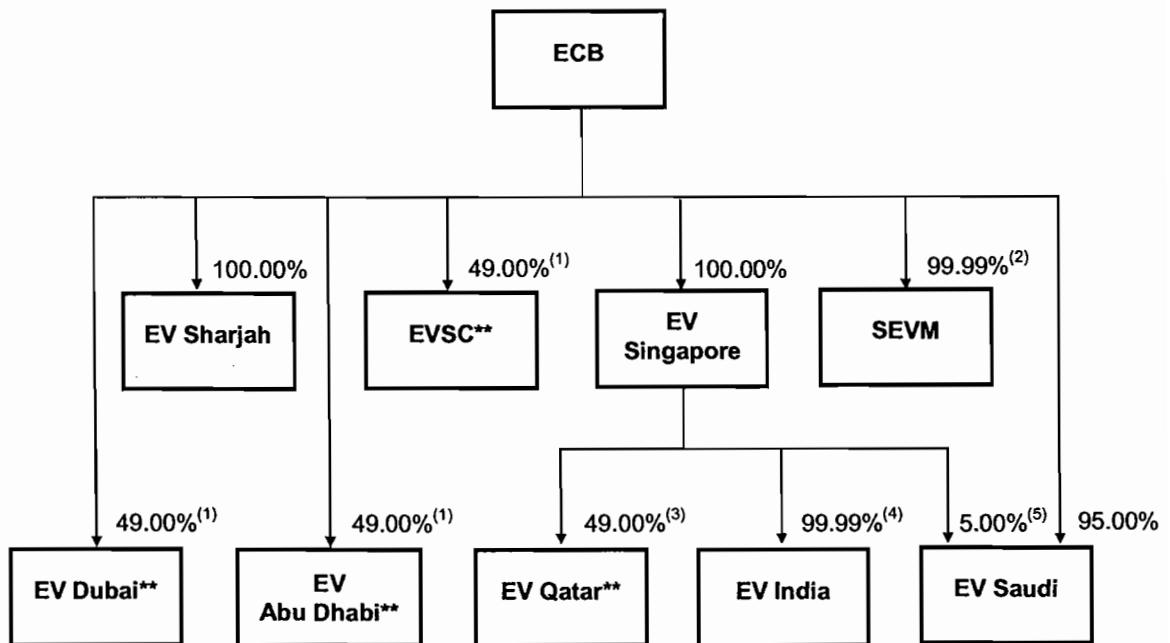 ECB
100.00%
49.00%(1)
100.00%
99.99%(2)
EV Sharjah
EVSC**
EV
Singapore
SEVM
49.00%(1)
49.00%(1)
49.00%(3)
99.99%(4)
5.00%(5)
95.00%
EV Dubai**
EV
Abu Dhabi**
EV Qatar**
EV India
EV Saudi